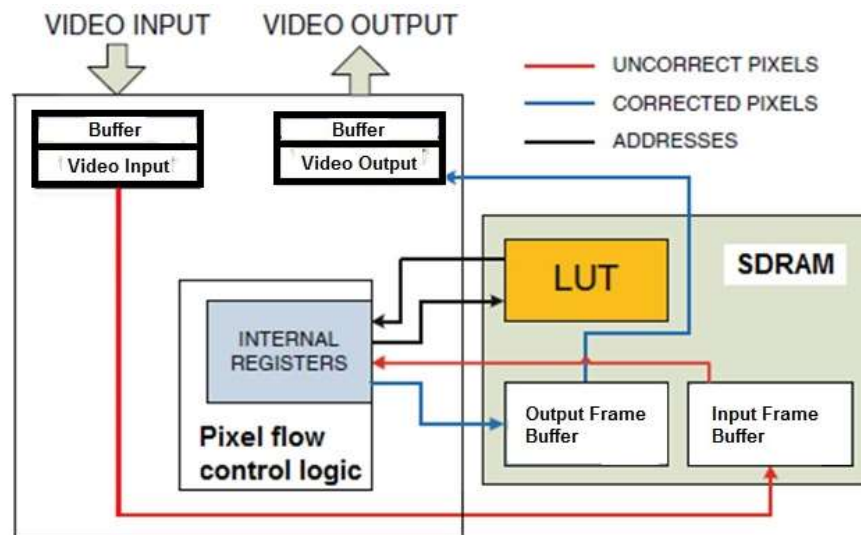 VIDEO INPUT
VIDEO OUTPUT
UNCORRECT PIXELS
CORRECTED PIXELS
ADDRESSES
Buffer
Video Input
Buffer
Video Output
LUT
SDRAM
INTERNAL
REGISTERS
Pixel flow
control logic
Output Frame
Buffer
Input Frame
Buffer